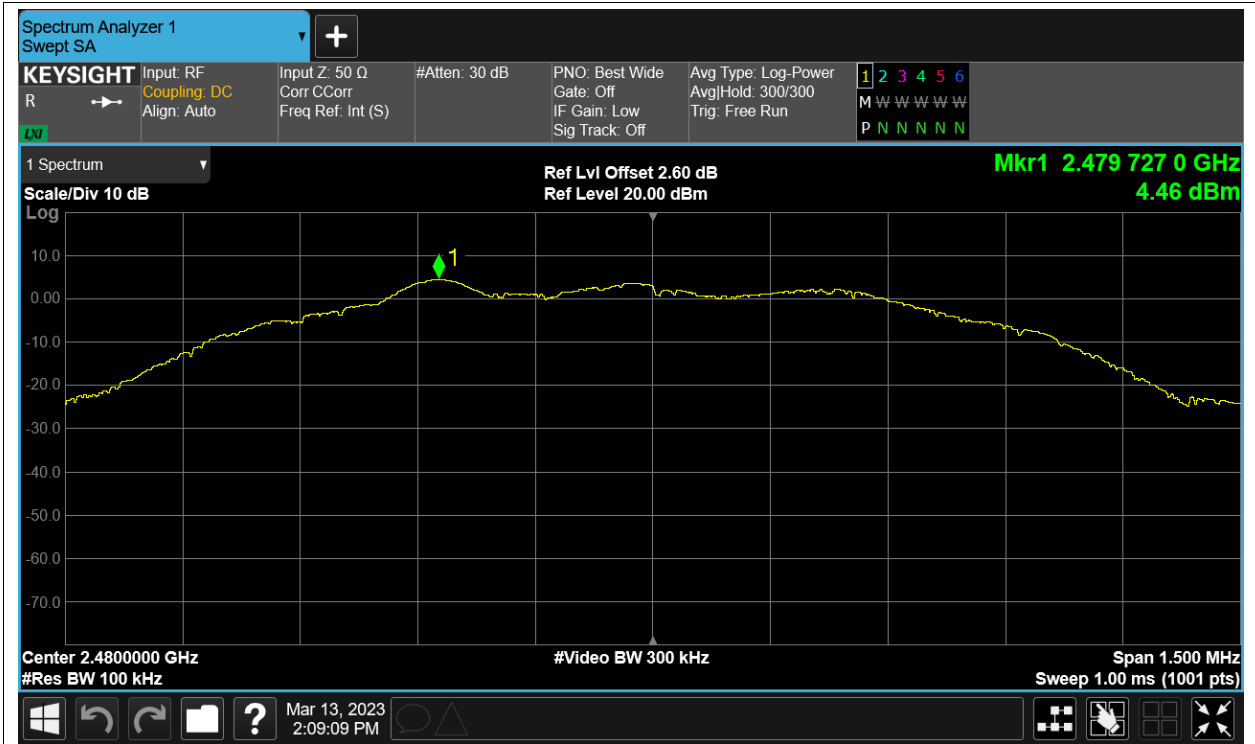 Spectrum Analyzer 1
Swept SA
KEYSIGHT
R
LXI
Input: RF
Coupling: DC
Align: Auto
Input Z: 50 Ω
Corr CCorr
Freq Ref: Int (S)
#Atten: 30 dB
PNO: Best Wide
Gate: Off
IF Gain: Low
Sig Track: Off
Avg Type: Log-Power
Avg|Hold: 300/300
Trig: Free Run
1 2 3 4 5 6
M W W W W W W
P N N N N N N
1 Spectrum
Scale/Div 10 dB
Log
Ref Lvl Offset 2.60 dB
Ref Level 20.00 dBm
Mkr1 2.479 727 0 GHz
4.46 dBm
1
10.0
0.00
-10.0
-20.0
-30.0
-40.0
-50.0
-60.0
-70.0
Center 2.4800000 GHz
#Video BW 300 kHz
Span 1.500 MHz
#Res BW 100 kHz
Sweep 1.00 ms (1001 pts)
?
Mar 13, 2023
2:09:09 PM